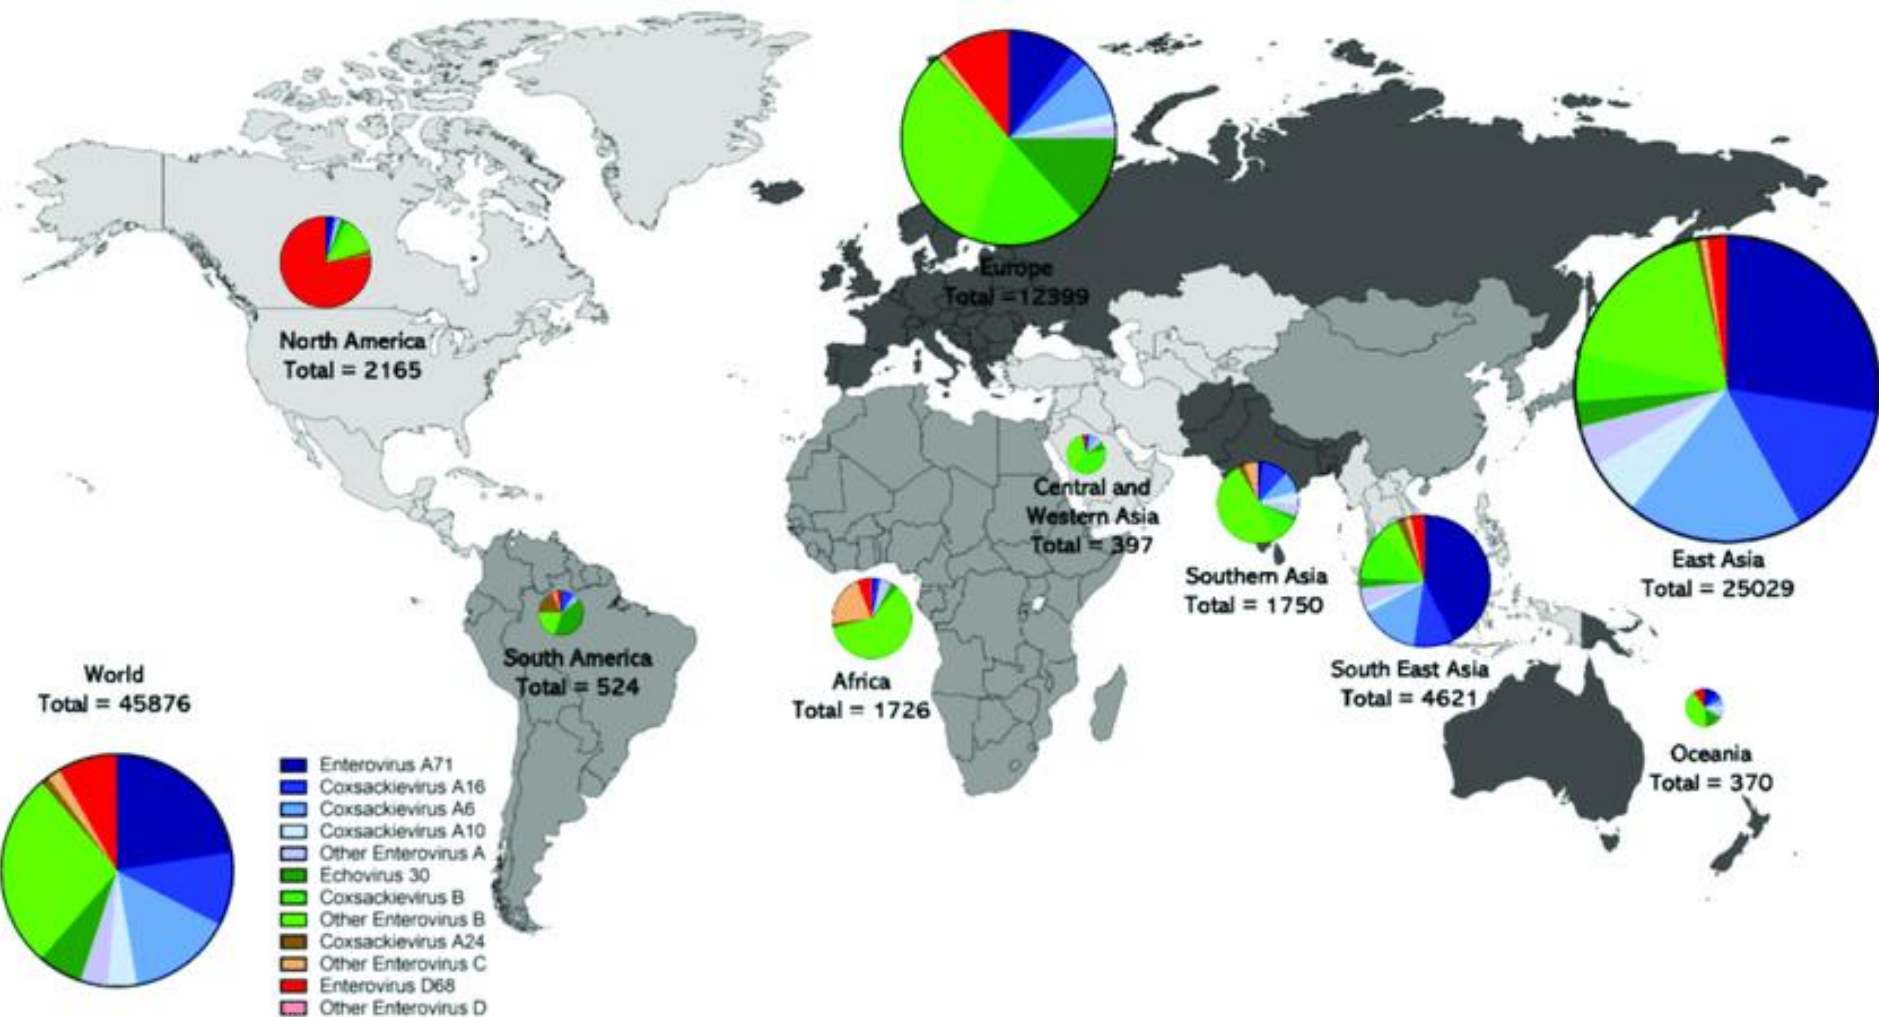 Europe
Total =12399
North America
Total = 2165
Central and
Western Asia
Total = 397
East Asia
Total = 25029
Southern Asia
Total = 1750
South America
Total = 524
Africa
Total = 1726
South East Asia
Total = 4621
World
Total = 45876
Oceania
Total = 370
Enterovirus A71
Coxsackievirus A16
Coxsackievirus A6
Coxsackievirus A10
Other Enterovirus A
Echovirus 30
Coxsackievirus B
Other Enterovirus B
Coxsackievirus A24
Other Enterovirus C
Enterovirus D68
Other Enterovirus D